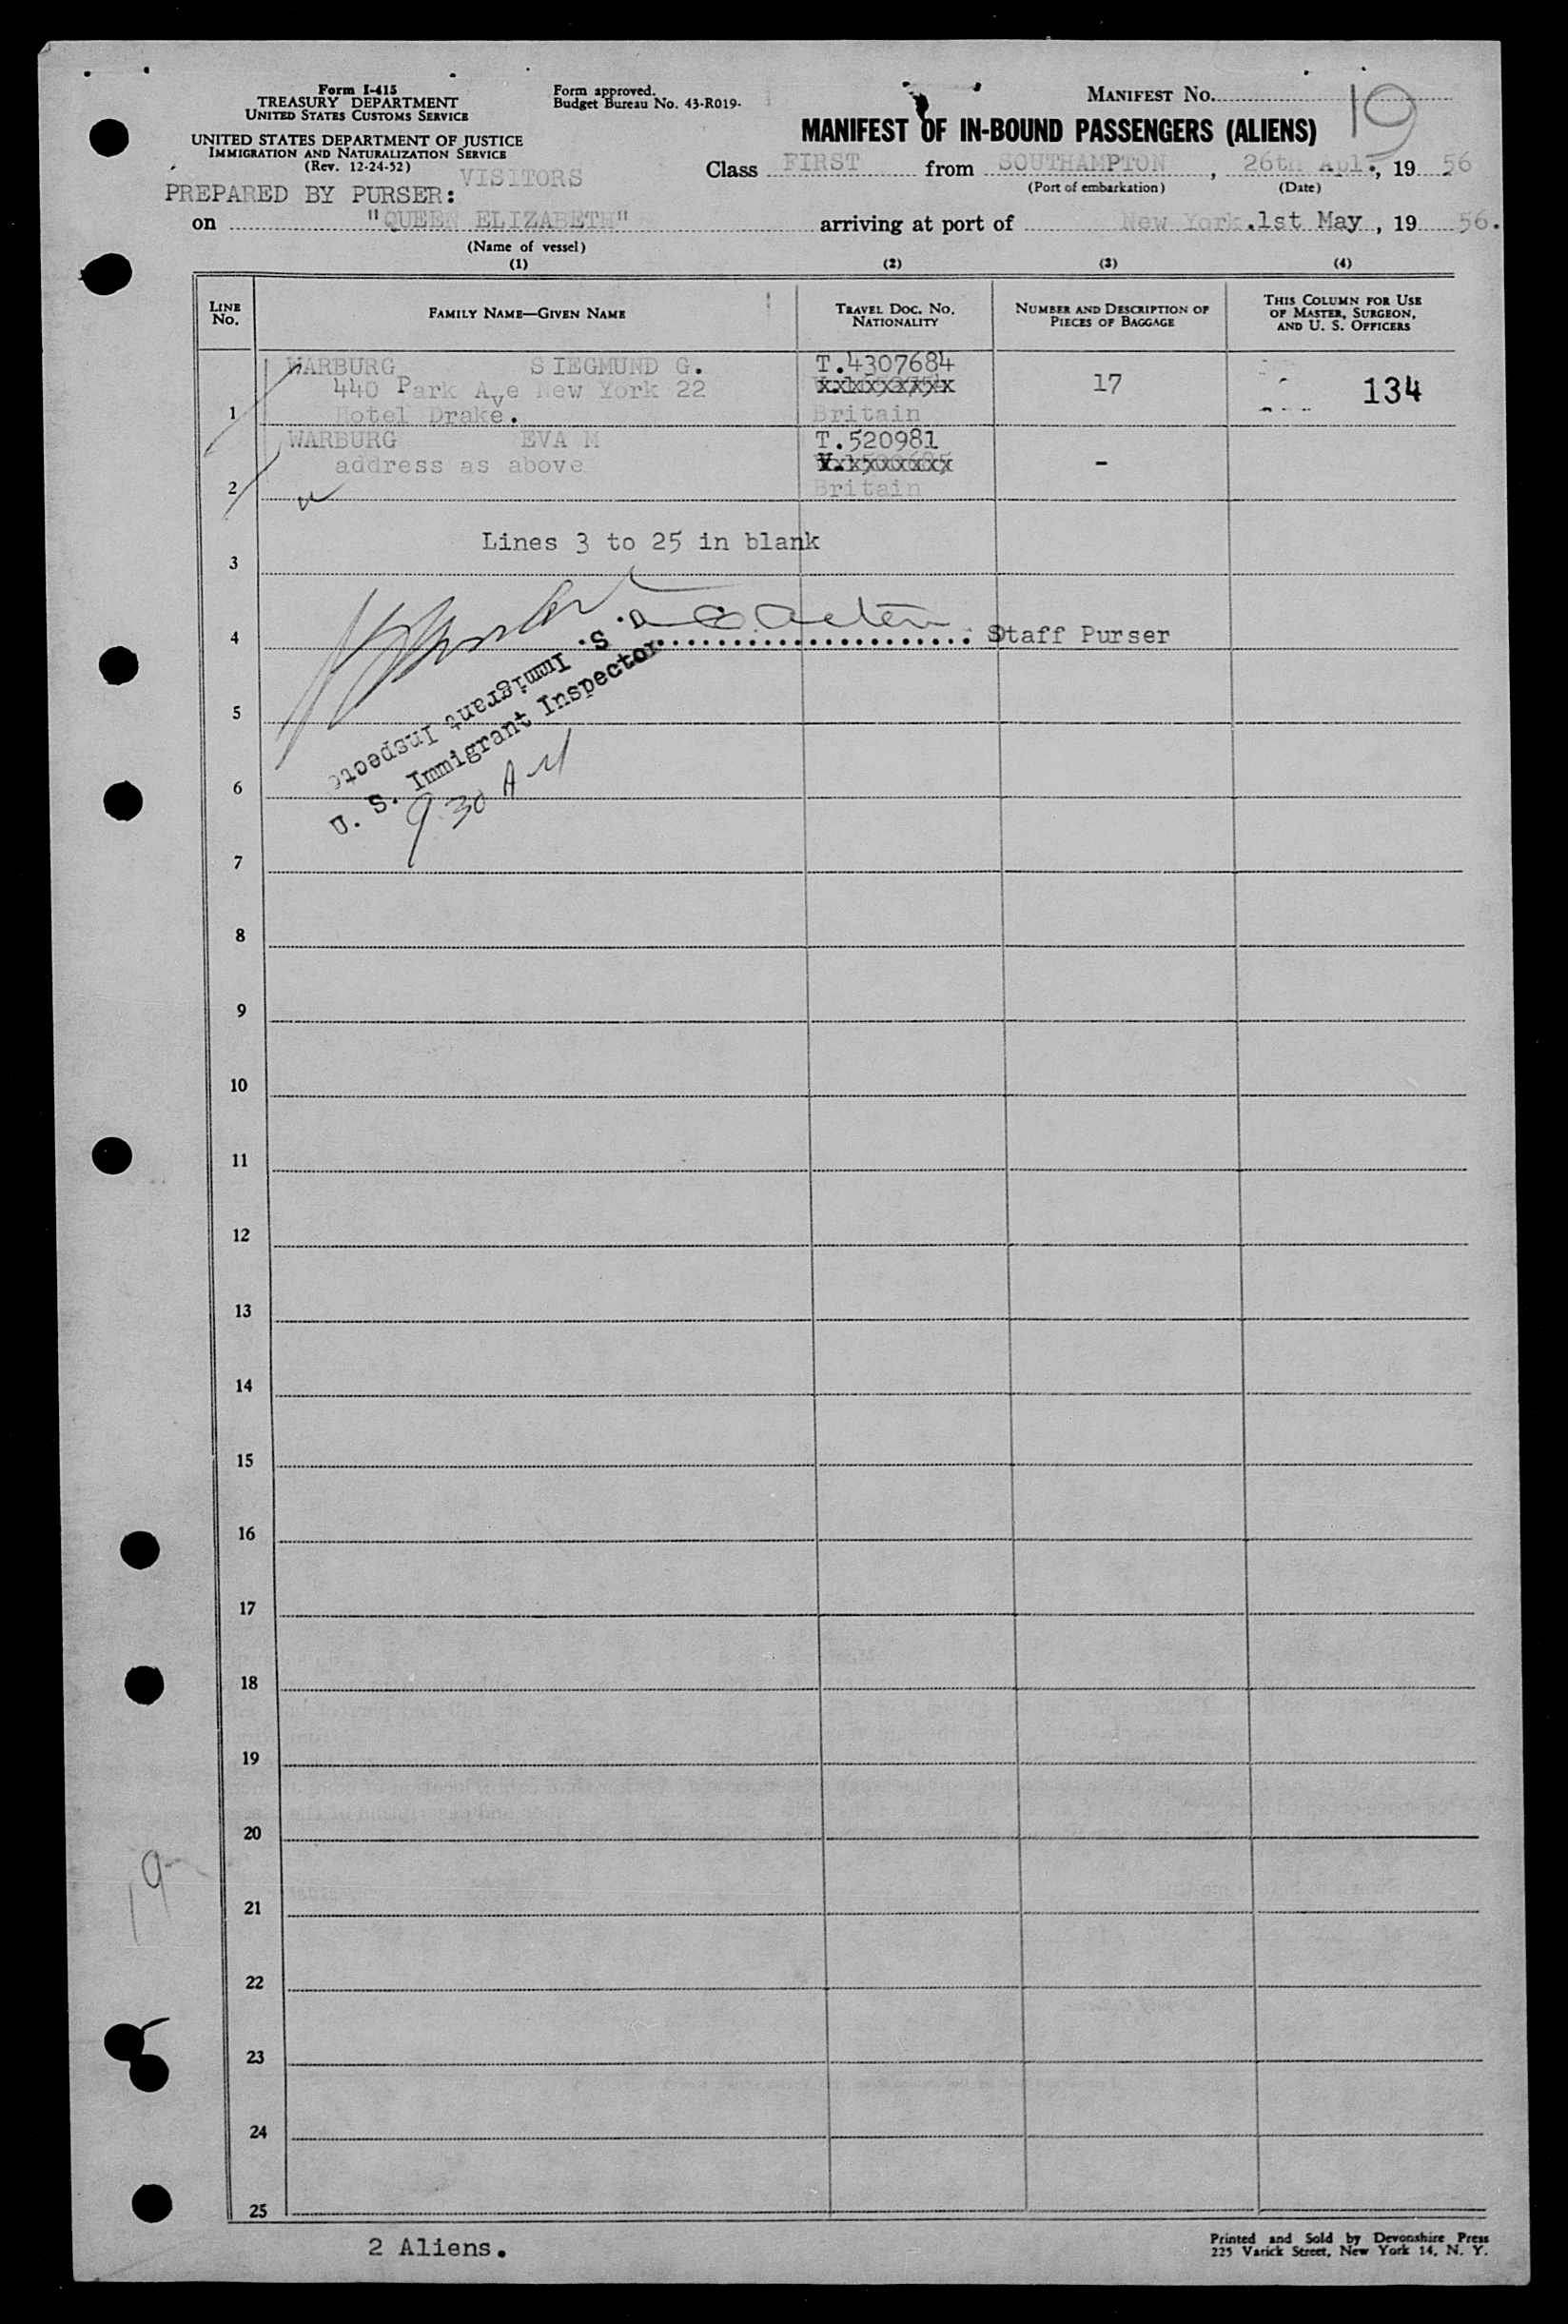 Form I-415
TREASURY DEPARTMENT
UNITED STATES CUSTOMS SERVICE
UNITED STATES DEPARTMENT OF JUSTICE
IMMIGRATION AND NATURALIZATION SERVICE
(Rev. 12-24-52)
Form approved.
Budget Bureau No. 43-R019-
MANIFEST NO. 19
MANIFEST OF IN-BOUND PASSENGERS (ALIENS)
VISITORS
PREPARED BY PURSER:
Class FIRST from SOUTHAMPTON, 26th Apl., 19 56
(Port of embarkation) (Date)
on "QUEEN ELIZABETH" arriving at port of New York.1st May, 19 56.
(Name of vessel)
(1) (2) (3) (4)
LINE No. FAMILY NAME—GIVEN NAME TRAVEL DOC. NO. NATIONALITY NUMBER AND DESCRIPTION OF PIECES OF BAGGAGE THIS COLUMN FOR USE OF MASTER, SURGEON, AND U. S. OFFICERS
WARBURG SIEGMUND G. T.4307684
440 Park Ave New York 22 17 134
1 Hotel Drake. Britain
WARBURG EVA M T.520981
address as above -
2 Britain
Lines 3 to 25 in blank
3
4 Staff Purser
U. S. Immigrant Inspecto
U. S. Immigrant Inspector
5
6
9 30 AM
7
8
9
10
11
12
13
14
15
16
17
18
19
20
19
21
22
23
24
25
2 Aliens.
Printed and Sold by Devonshire Press
225 Varick Street, New York 14, N. Y.